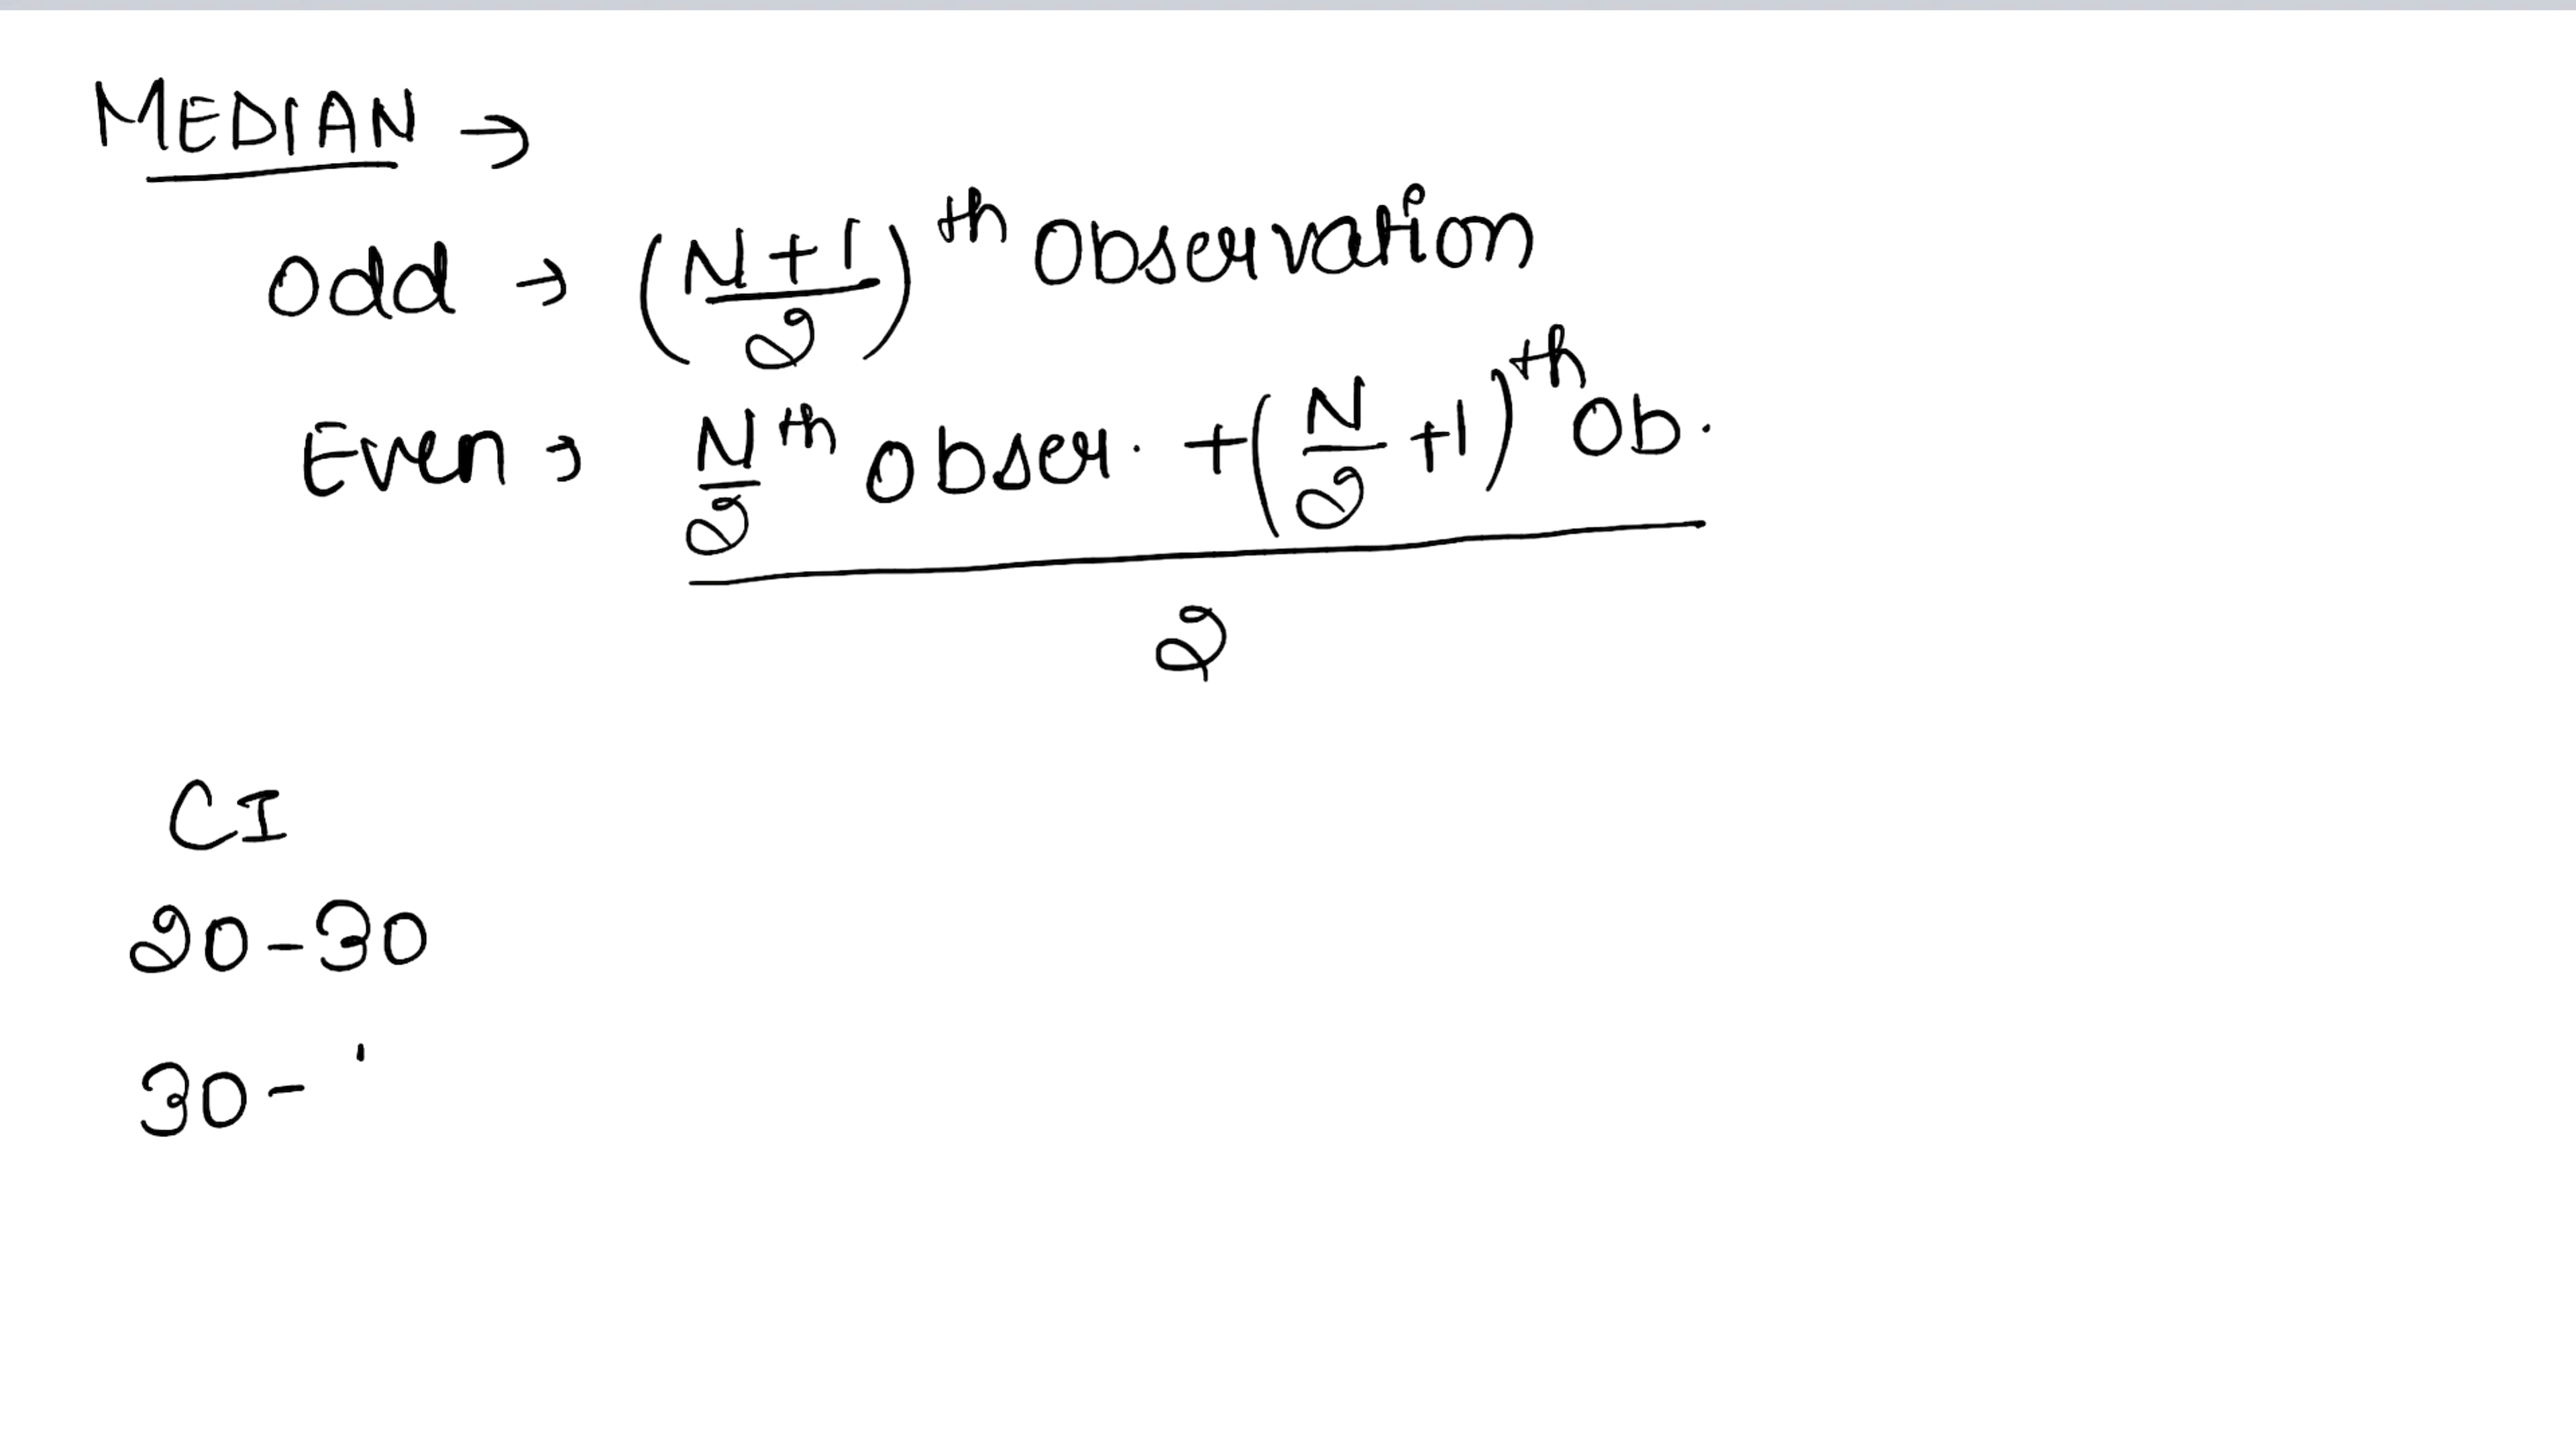 MEDIAN →
Odd → (N+1/2)th Observation
Even → N/2 th obser. + (N/2 +1)th Ob.
2
CI
20-30
30-